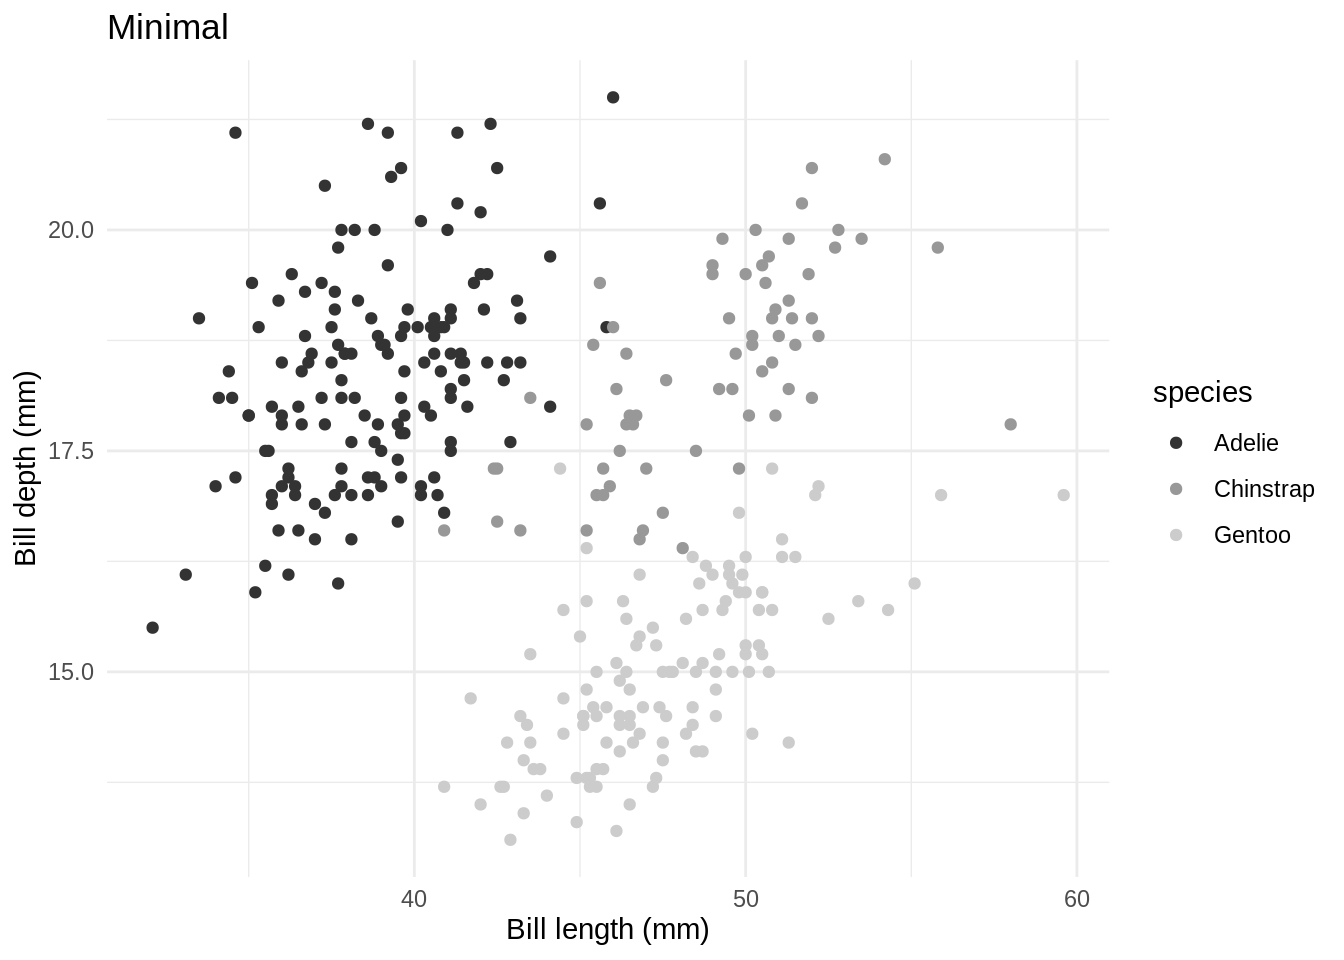 Minimal
20.0
17.5
15.0
Bill depth (mm)
40 50 60
Bill length (mm)
species
Adelie
Chinstrap
Gentoo